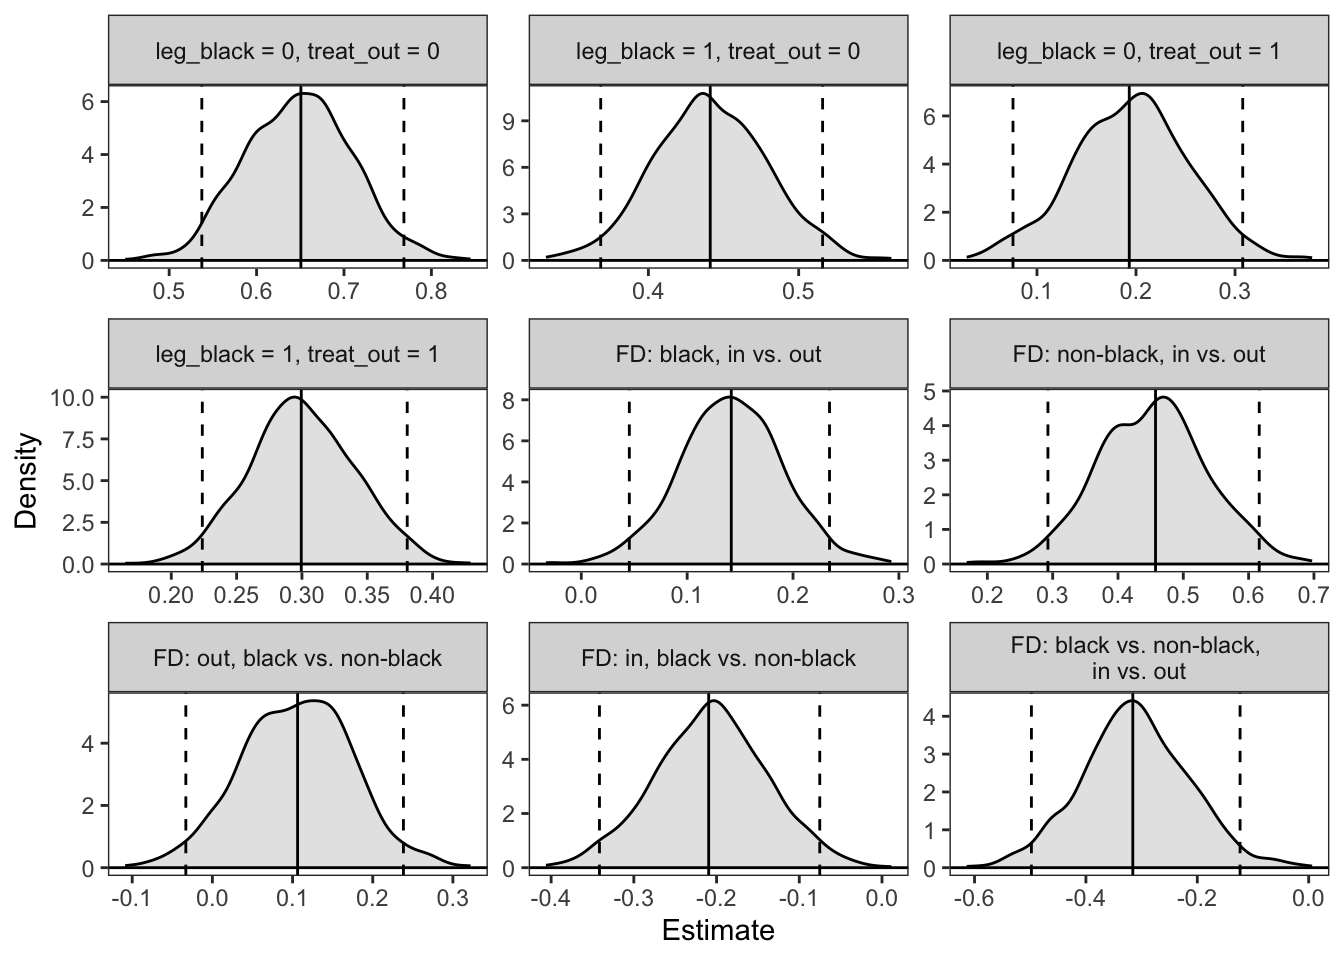 leg_black = 0, treat_out = 0
leg_black = 1, treat_out = 0
leg_black = 0, treat_out = 1
6
4
2
0
0.5 0.6 0.7 0.8
9
6
3
0
0.4 0.5
6
4
2
0
0.1 0.2 0.3
leg_black = 1, treat_out = 1
FD: black, in vs. out
FD: non-black, in vs. out
10.0
7.5
5.0
2.5
0.0
0.20 0.25 0.30 0.35 0.40
8
6
4
2
0
0.0 0.1 0.2 0.3
5
4
3
2
1
0
0.2 0.3 0.4 0.5 0.6 0.7
Density
FD: out, black vs. non-black
FD: in, black vs. non-black
FD: black vs. non-black,
in vs. out
4
2
0
-0.1 0.0 0.1 0.2 0.3
6
4
2
0
-0.4 -0.3 -0.2 -0.1 0.0
4
3
2
1
0
-0.6 -0.4 -0.2 0.0
Estimate